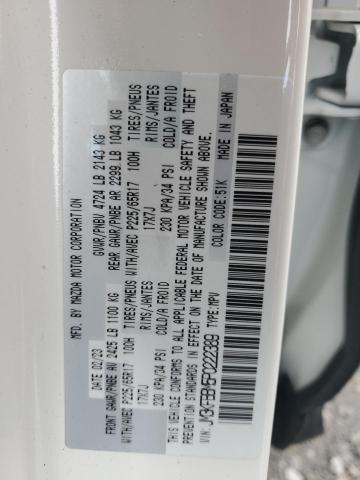 MFD. BY MAZDA MOTOR CORPORATION
DATE 02/23 GVWR/PNBV 4724 LB 2143 KG
FRONT GAWR/PNBE AV 2425 LB 1100 KG REAR GAWR/PNBE AR 2299 LB 1043 KG
WITH/AVEC P225/65R17 100H TIRES/PNEUS WITH/AVEC P225/65R17 100H TIRES/PNEUS
17X7J RIMS/JANTES 17X7J RIMS/JANTES
230 KPA/34 PSI COLD/A FROID 230 KPA/34 PSI COLD/A FROID
THIS VEHICLE CONFORMS TO ALL APPLICABLE FEDERAL MOTOR VEHICLE SAFETY AND THEFT
PREVENTION STANDARDS IN EFFECT ON THE DATE OF MANUFACTURE SHOWN ABOVE.
VIN: TYPE:MPV COLOR CODE:51K MADE IN JAPAN